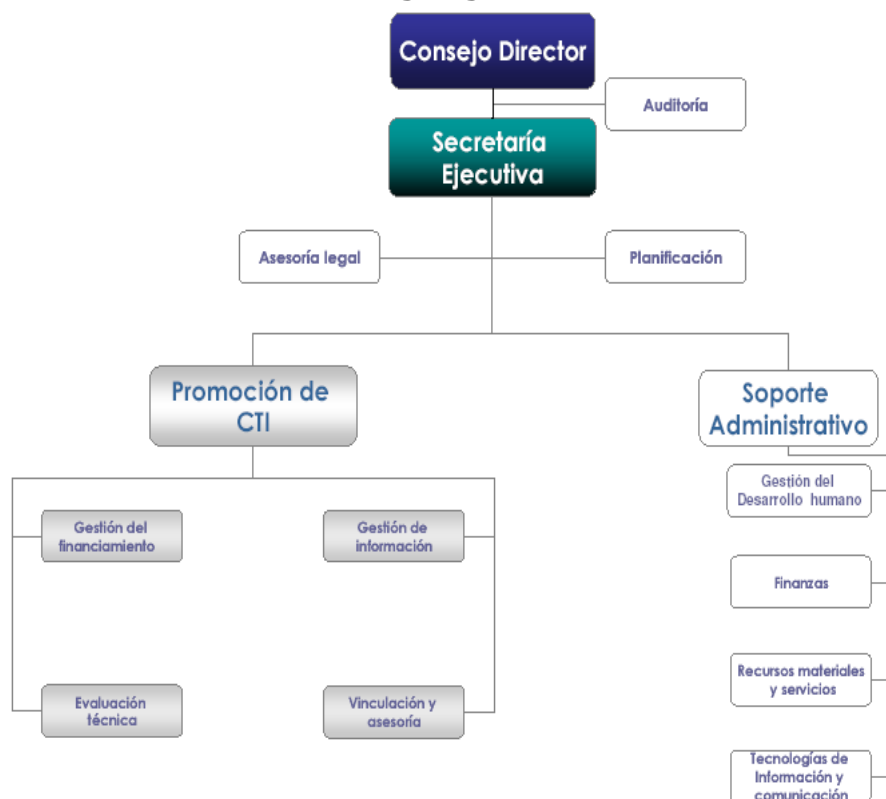 Consejo Director
Auditoría
Secretaría
Ejecutiva
Asesoría legal
Planificación
Promoción de
CTI
Soporte
Administrativo
Gestión del
Desarrollo humano
Gestión del
financiamiento
Gestión de
información
Finanzas
Recursos materiales
y servicios
Evaluación
técnica
Vinculación y
asesoría
Tecnologías de
Información y
comunicación